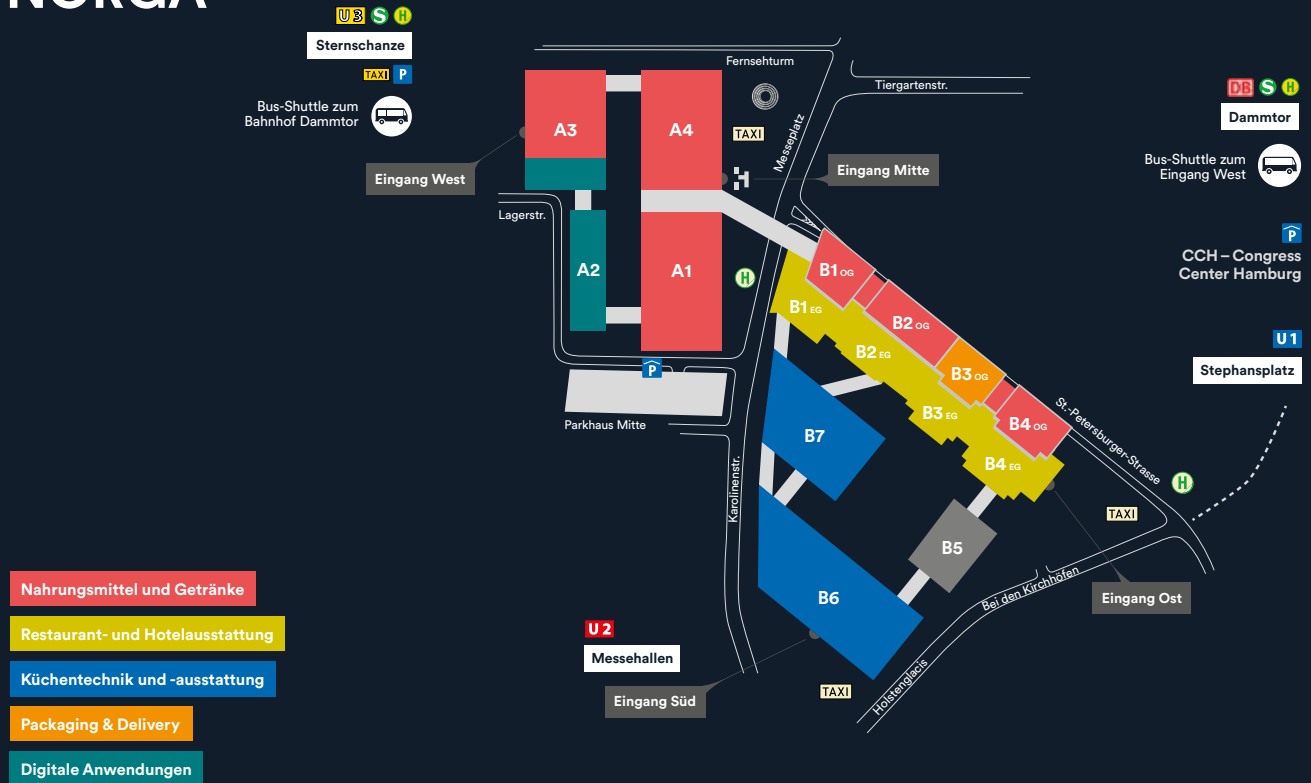 U3 S H
Sternschanze
TAXI P
Bus-Shuttle zum
Bahnhof Dammtor
Fernsehturm
Tiergartenstr.
Messeplatz
A3
A4
TAXI
Eingang West
Eingang Mitte
Lagerstr.
A2
A1
H
B1 OG
B1 EG
B2 OG
B2 EG
B3 OG
B3 EG
B4 OG
B4 EG
P
Parkhaus Mitte
Karolinenstr.
B7
B6
B5
St.-Petersburger-Strasse
H
TAXI
Bei den Kirchhöfen
Eingang Ost
Holstenglacis
TAXI
U2
Messehallen
Eingang Süd
DB S H
Dammtor
Bus-Shuttle zum
Eingang West
P
CCH – Congress
Center Hamburg
U1
Stephansplatz
Nahrungsmittel und Getränke
Restaurant- und Hotelausstattung
Küchentechnik und -ausstattung
Packaging & Delivery
Digitale Anwendungen